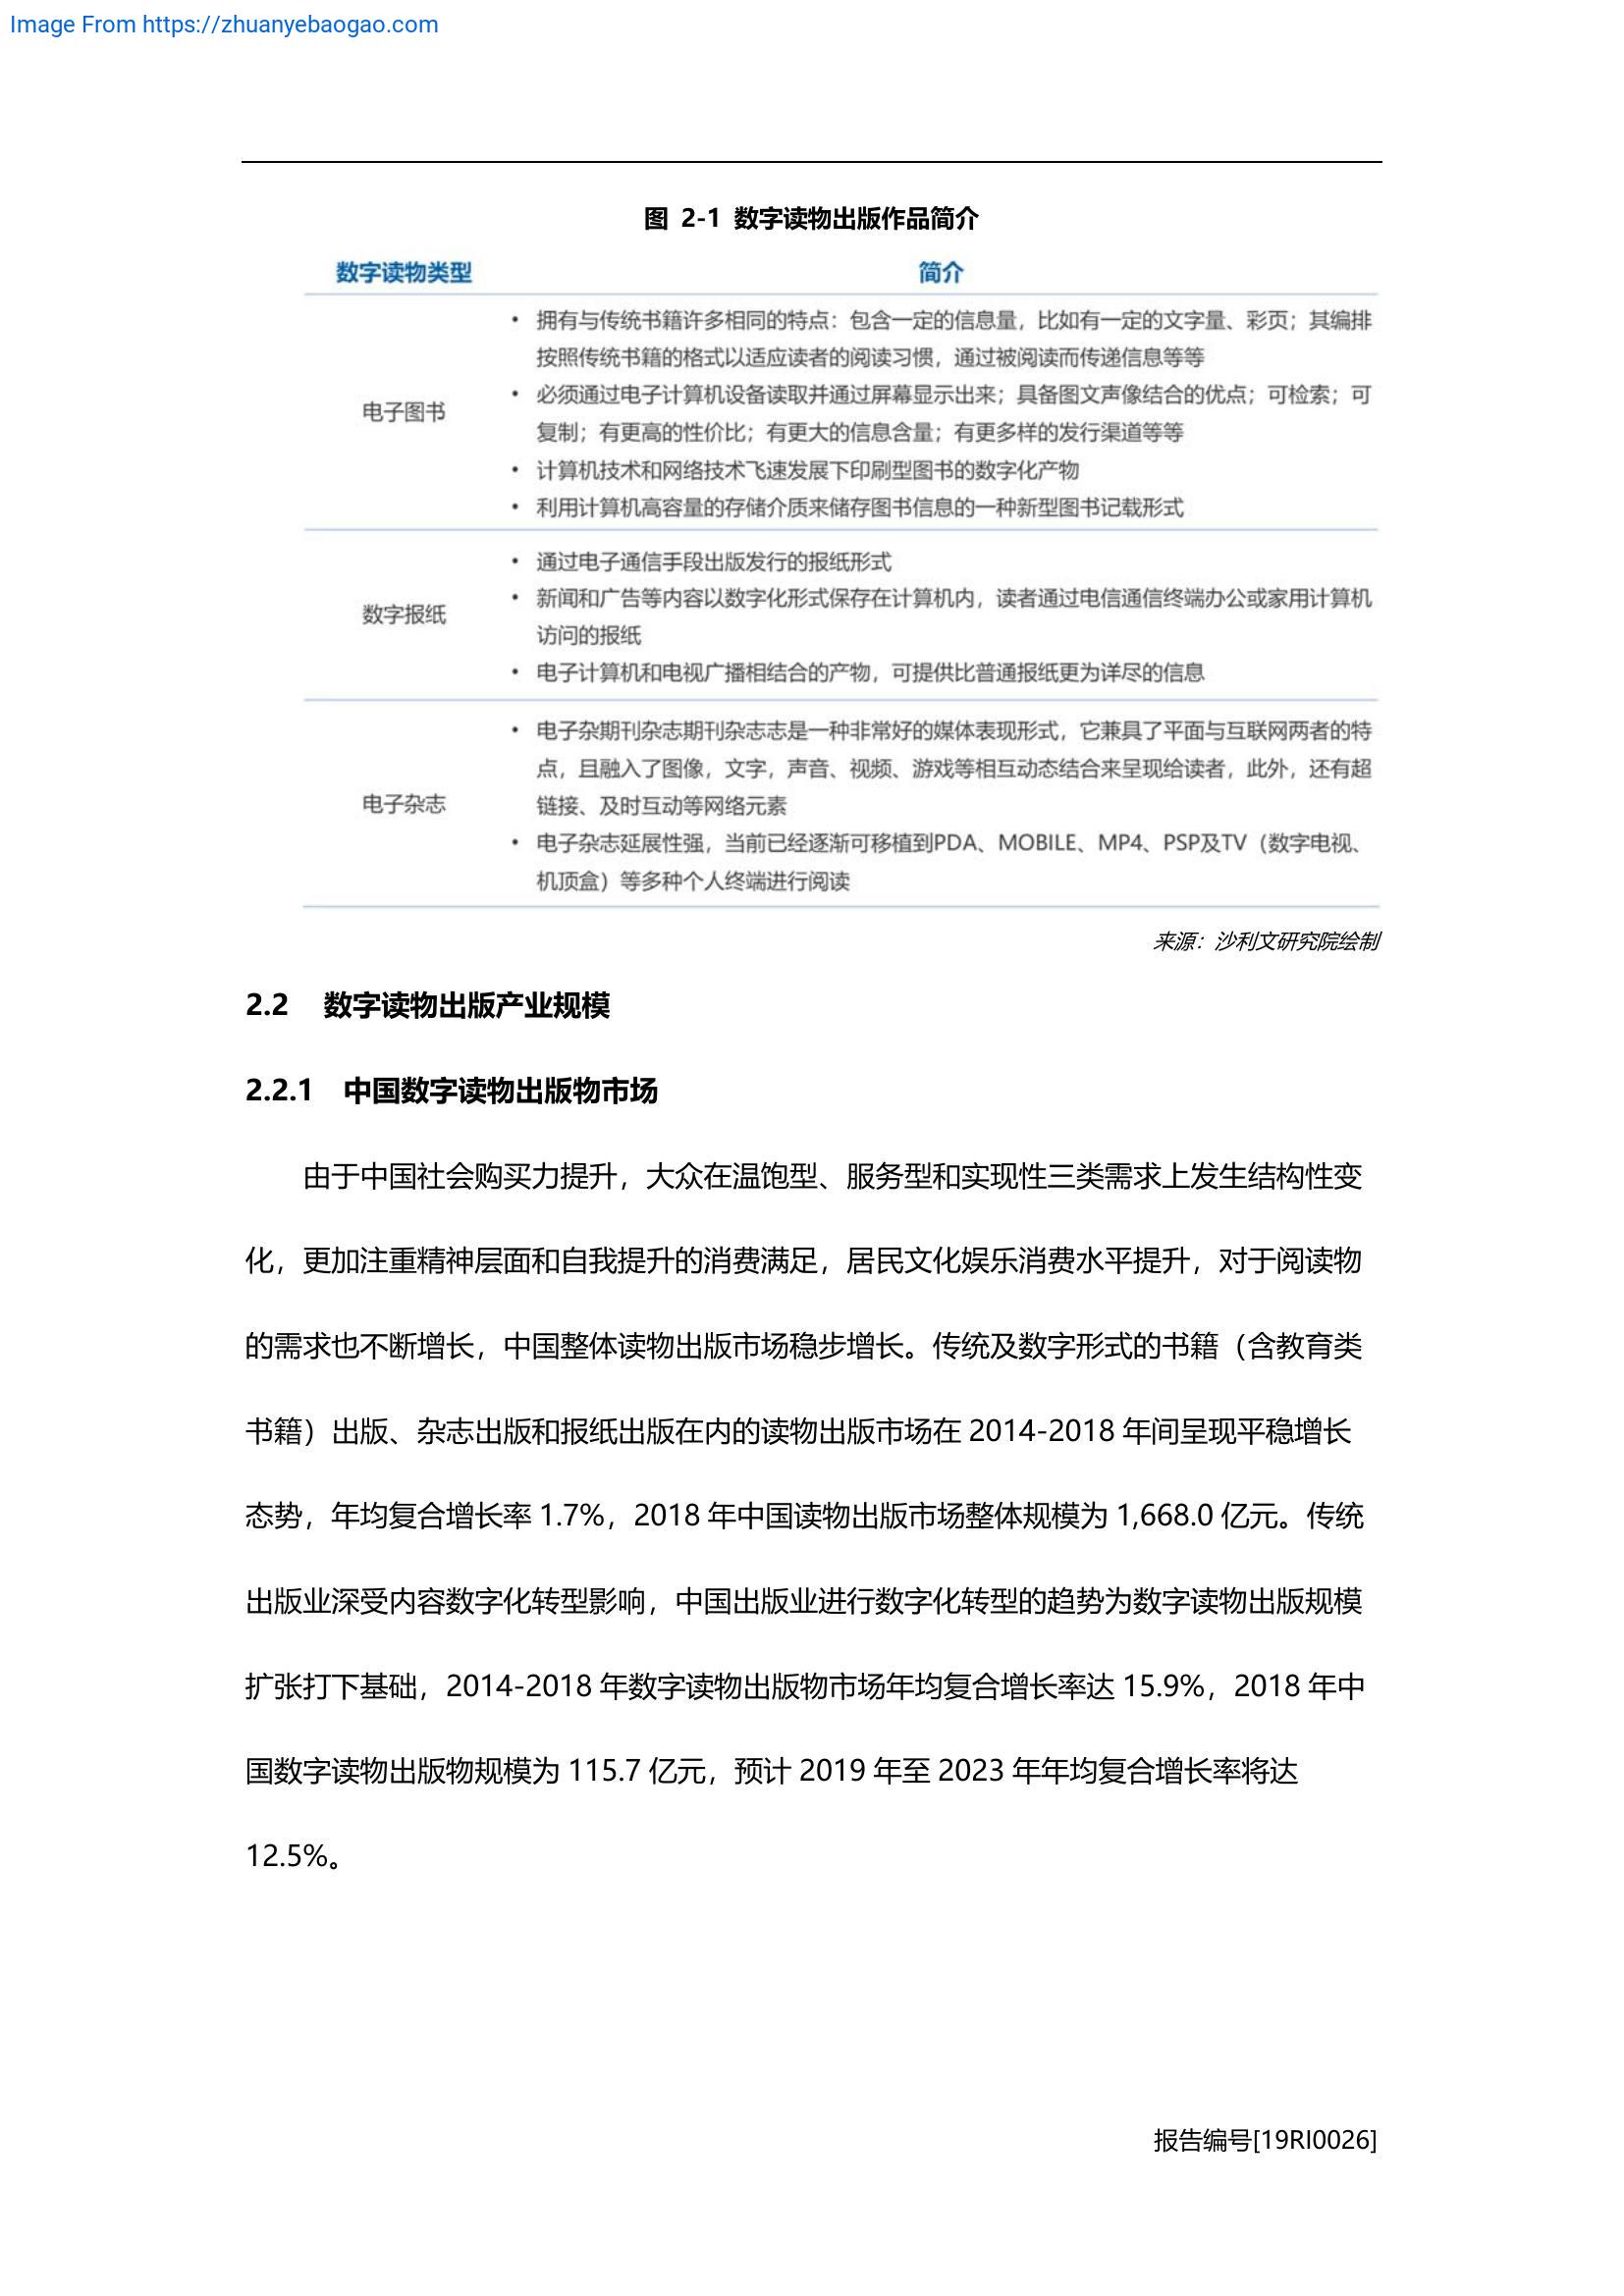 Image From https://zhuanyebaogao.com
图 2-1 数字读物出版作品简介
数字读物类型 简介
电子图书
• 拥有与传统书籍许多相同的特点：包含一定的信息量，比如有一定的文字量、彩页；其编排
按照传统书籍的格式以适应读者的阅读习惯，通过被阅读而传递信息等等
• 必须通过电子计算机设备读取并通过屏幕显示出来；具备图文声像结合的优点；可检索；可
复制；有更高的性价比；有更大的信息含量；有更多样的发行渠道等等
• 计算机技术和网络技术飞速发展下印刷型图书的数字化产物
• 利用计算机高容量的存储介质来储存图书信息的一种新型图书记载形式
数字报纸
• 通过电子通信手段出版发行的报纸形式
• 新闻和广告等内容以数字化形式保存在计算机内，读者通过电信通信终端办公或家用计算机
访问的报纸
• 电子计算机和电视广播相结合的产物，可提供比普通报纸更为详尽的信息
电子杂志
• 电子杂期刊杂志期刊杂志志是一种非常好的媒体表现形式，它兼具了平面与互联网两者的特
点，且融入了图像，文字，声音、视频、游戏等相互动态结合来呈现给读者，此外，还有超
链接、及时互动等网络元素
• 电子杂志延展性强，当前已经逐渐可移植到PDA、MOBILE、MP4、PSP及TV（数字电视、
机顶盒）等多种个人终端进行阅读
来源：沙利文研究院绘制
2.2 数字读物出版产业规模
2.2.1 中国数字读物出版物市场
由于中国社会购买力提升，大众在温饱型、服务型和实现性三类需求上发生结构性变
化，更加注重精神层面和自我提升的消费满足，居民文化娱乐消费水平提升，对于阅读物
的需求也不断增长，中国整体读物出版市场稳步增长。传统及数字形式的书籍（含教育类
书籍）出版、杂志出版和报纸出版在内的读物出版市场在 2014-2018 年间呈现平稳增长
态势，年均复合增长率 1.7%，2018 年中国读物出版市场整体规模为 1,668.0 亿元。传统
出版业深受内容数字化转型影响，中国出版业进行数字化转型的趋势为数字读物出版规模
扩张打下基础，2014-2018 年数字读物出版物市场年均复合增长率达 15.9%，2018 年中
国数字读物出版物规模为 115.7 亿元，预计 2019 年至 2023 年年均复合增长率将达
12.5%。
报告编号[19RI0026]